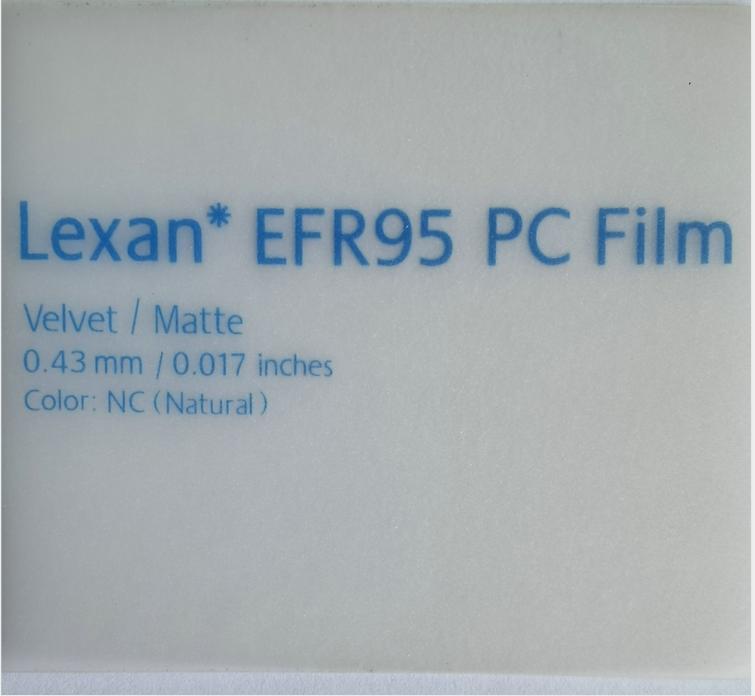 Lexan* EFR95 PC Film
Velvet / Matte
0.43 mm / 0.017 inches
Color: NC (Natural)